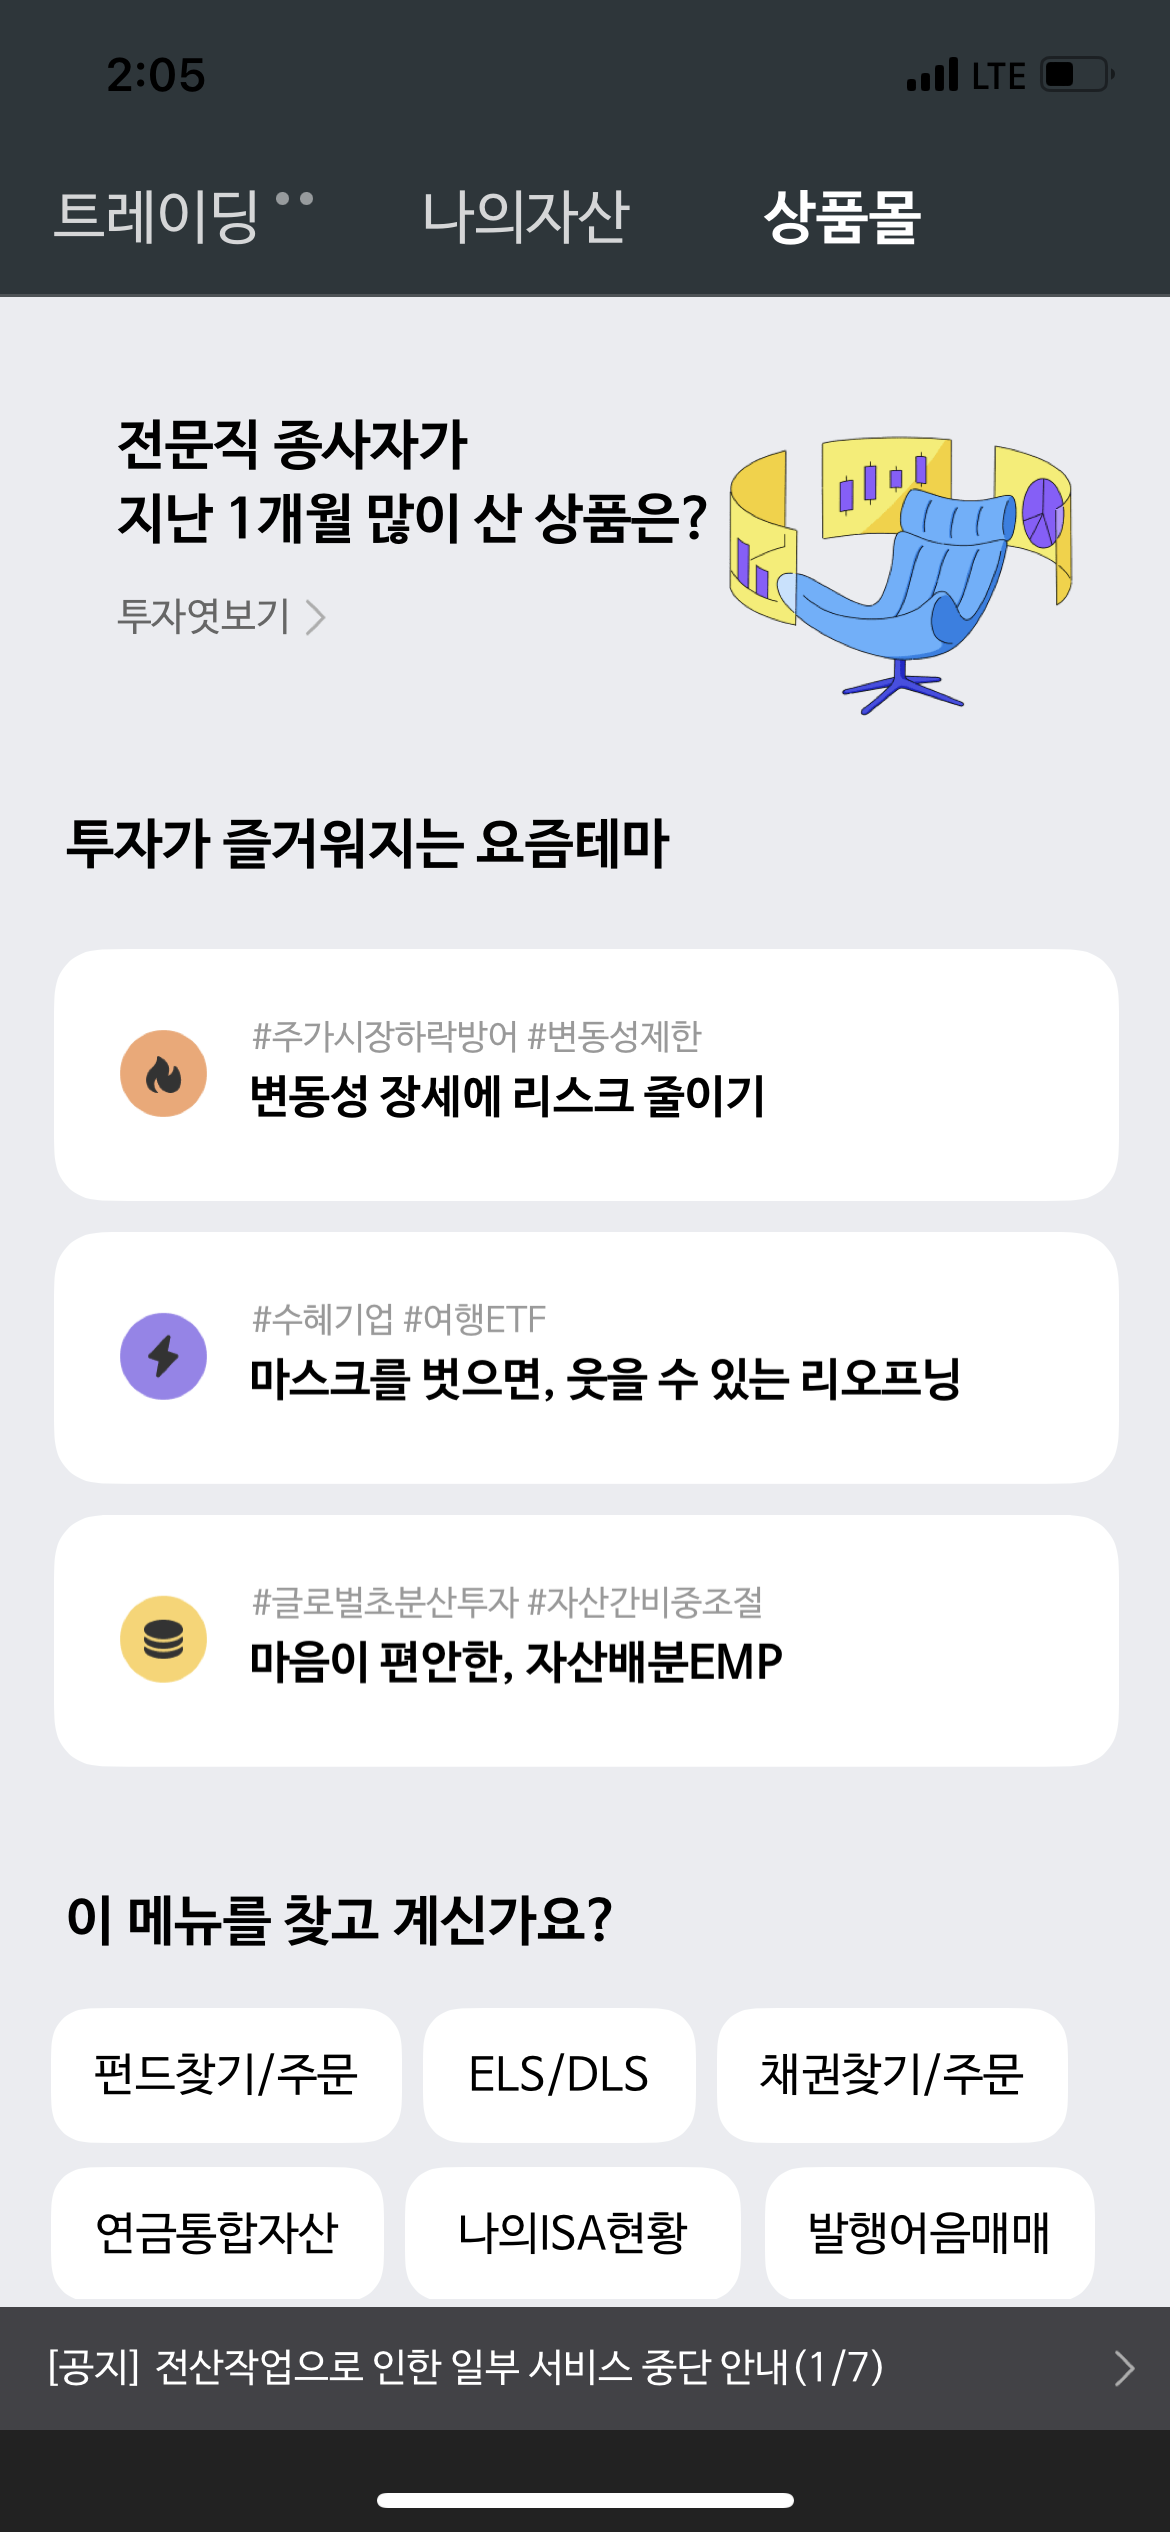 2:05 LTE
트레이딩 나의자산 상품몰
전문직 종사자가
지난 1개월 많이 산 상품은?
투자엿보기
투자가 즐거워지는 요즘테마
#주가시장하락방어 #변동성제한
변동성 장세에 리스크 줄이기
#수혜기업 #여행ETF
마스크를 벗으면, 웃을 수 있는 리오프닝
#글로벌초분산투자 #자산간비중조절
마음이 편안한, 자산배분EMP
이 메뉴를 찾고 계신가요?
펀드찾기/주문 ELS/DLS 채권찾기/주문
연금통합자산 나의ISA현황 발행어음매매
[공지] 전산작업으로 인한 일부 서비스 중단 안내(1/7)